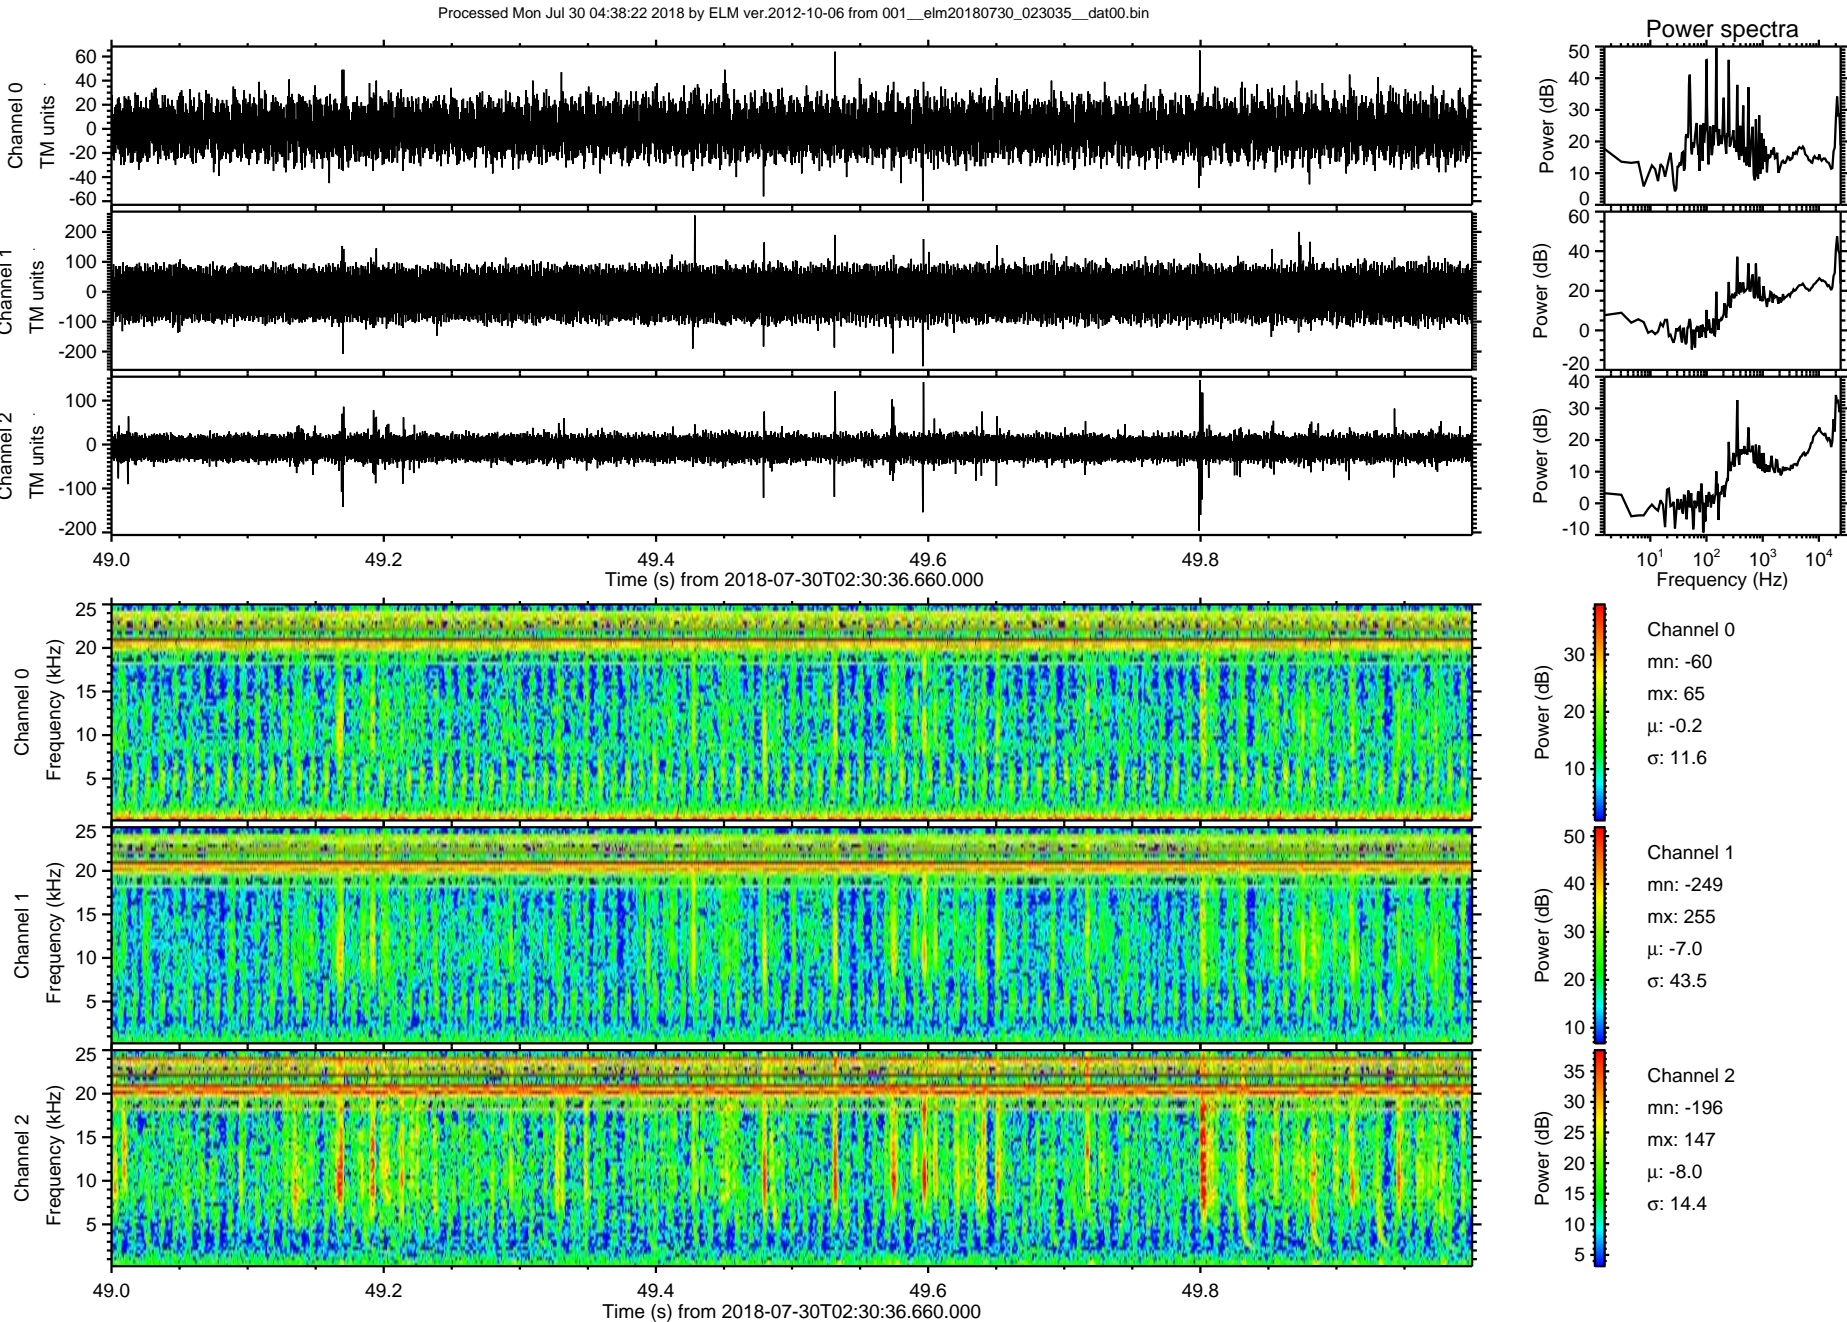 Processed Mon Jul 30 04:38:22 2018 by ELM ver.2012-10-06 from 001__elm20180730_023035__dat00.bin
Power spectra
Channel 0
TM units
60
40
20
0
-20
-40
-60
Power (dB)
50
40
30
20
10
0
Channel 1
TM units
200
100
0
-100
-200
Power (dB)
60
40
20
0
-20
Channel 2
TM units
100
0
-100
-200
Power (dB)
40
30
20
10
0
-10
49.0 49.2 49.4 49.6 49.8
Time (s) from 2018-07-30T02:30:36.660.000
10¹ 10² 10³ 10⁴
Frequency (Hz)
Channel 0
Frequency (kHz)
25
20
15
10
5
Power (dB)
30
20
10
Channel 0
mn: -60
mx: 65
μ: -0.2
σ: 11.6
Channel 1
Frequency (kHz)
25
20
15
10
5
Power (dB)
50
40
30
20
10
Channel 1
mn: -249
mx: 255
μ: -7.0
σ: 43.5
Channel 2
Frequency (kHz)
25
20
15
10
5
Power (dB)
35
30
25
20
15
10
5
Channel 2
mn: -196
mx: 147
μ: -8.0
σ: 14.4
49.0 49.2 49.4 49.6 49.8
Time (s) from 2018-07-30T02:30:36.660.000